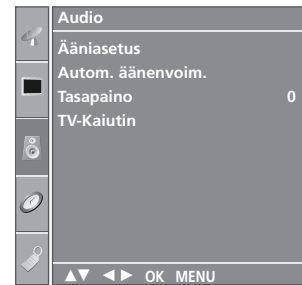 Audio
Ääniasetus
Autom. äänenvoim.
Tasapaino 0
TV-Kaiutin
▲▼ ◄► OK MENU